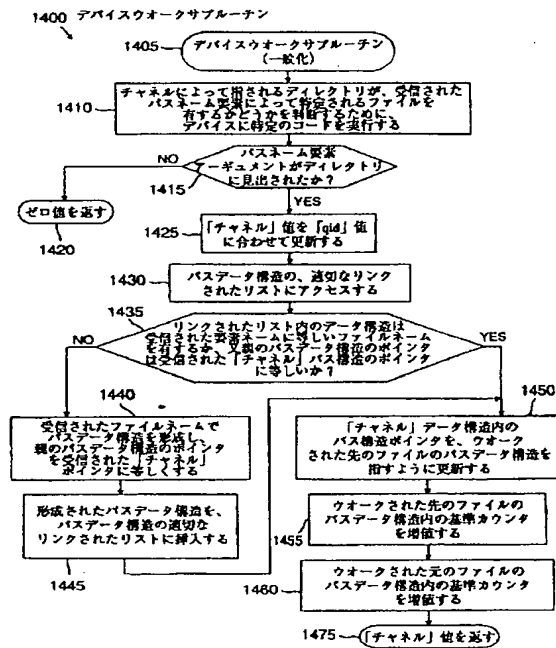 1400 デバイスウオークサブルーチン
1405
デバイスウオークサブルーチン
(一般化)
1410
チャネルによって指されるディレクトリが、受信された
パスネーム要素によって特定されるファイルを
有するかどうかを判断するために、
デバイスに特定のコードを実行する
NO
パスネーム要素
アーギュメントがディレクトリ
に見出されたか?
1415
YES
ゼロ値を返す
1420
1425
「チャネル」値を「qid」値
に合わせて更新する
1430
パスデータ構造の、適切なリンク
されたリストにアクセスする
1435
NO
リンクされたリスト内のデータ構造は
受信された要素ネームに等しいファイルネーム
を有するか、又親のパスデータ構造のポインタ
は受信された「チャネル」パス構造のポインタ
に等しいか?
YES
1440
受信されたファイルネームで
パスデータ構造を形成し、
親のパスデータ構造のポインタ
を受信された「チャネル」
ポインタに等しくする
1450
「チャネル」データ構造内の
パス構造ポインタを、ウオーク
された先のファイルのパスデータ構造を
指すように更新する
形成されたパスデータ構造を、
パスデータ構造の適切な
リンクされたリストに挿入する
1445
1455
ウオークされた先のファイルの
パスデータ構造内の基準カウンタ
を増値する
1460
ウオークされた元のファイルの
パスデータ構造内の基準カウンタ
を増値する
1475
「チャネル」値を返す